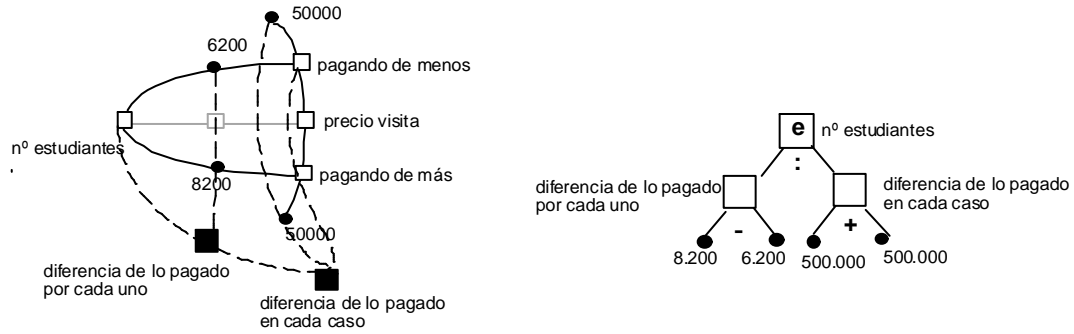 50000
6200
pagando de menos
precio visita
nº estudiantes
8200
pagando de más
50000
diferencia de lo pagado
por cada uno
diferencia de lo pagado
en cada caso
e nº estudiantes
:
diferencia de lo pagado
por cada uno
diferencia de lo pagado
en cada caso
- +
8.200 6.200 500.000 500.000